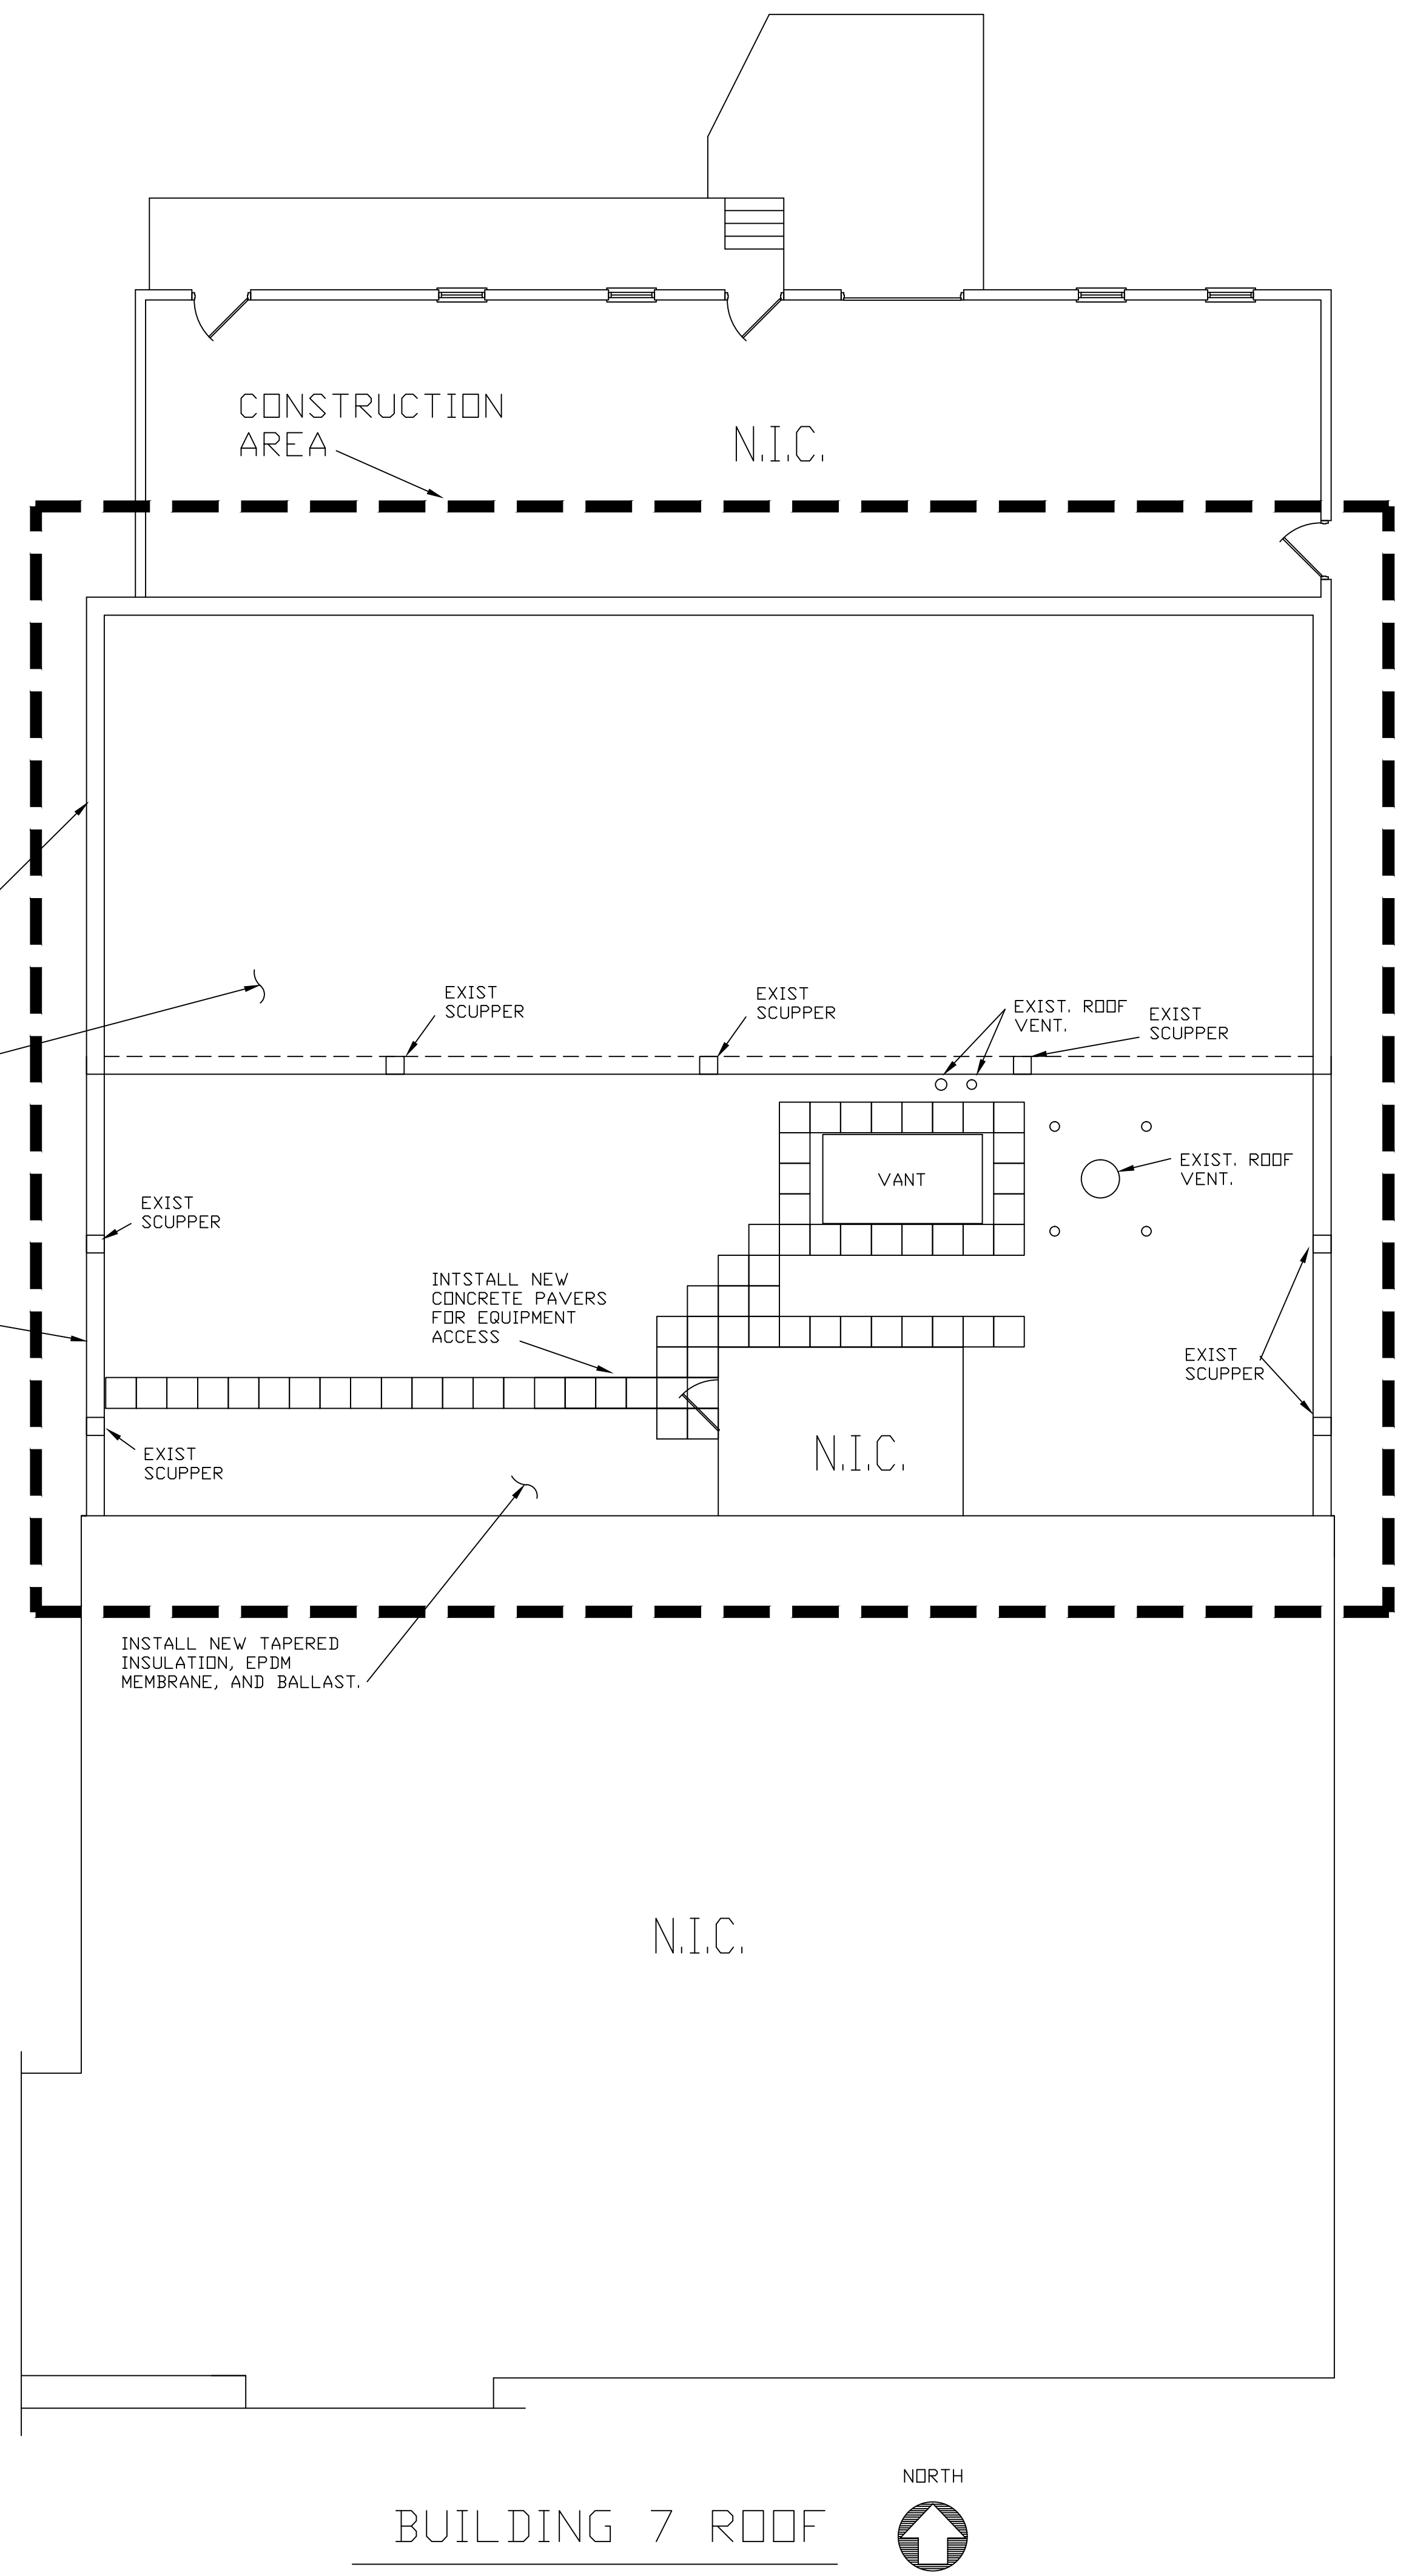 CONSTRUCTION
AREA
N.I.C.
EXIST
SCUPPER
EXIST
SCUPPER
EXIST. ROOF
VENT.
EXIST
SCUPPER
VANT
EXIST. ROOF
VENT.
EXIST
SCUPPER
INTSTALL NEW
CONCRETE PAVERS
FOR EQUIPMENT
ACCESS
EXIST
SCUPPER
EXIST
SCUPPER
N.I.C.
INSTALL NEW TAPERED
INSULATION, EPDM
MEMBRANE, AND BALLAST.
N.I.C.
NORTH
BUILDING 7 ROOF